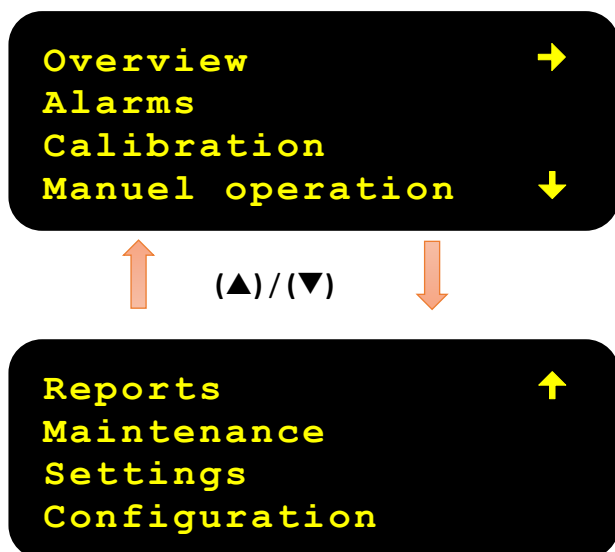 Overview →
Alarms
Calibration
Manuel operation ↓
(▲)/(▼)
Reports ↑
Maintenance
Settings
Configuration